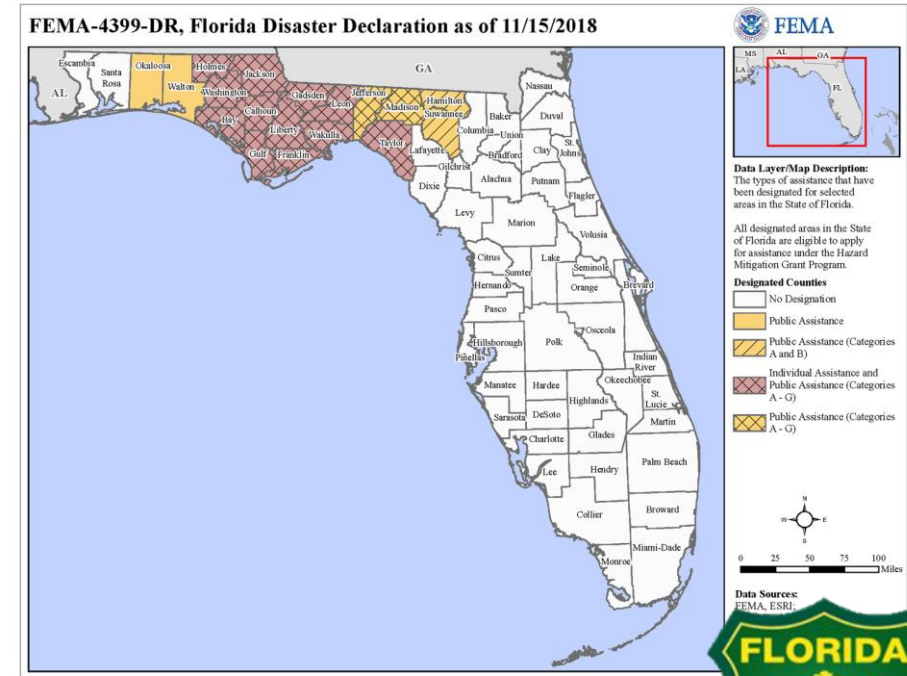 FEMA-4399-DR, Florida Disaster Declaration as of 11/15/2018
FEMA
MS
AL
GA
LA
FL
GA
AL
Escambia
Santa
Rosa
Okaloosa
Walton
Holmes
Jackson
Washington
Bay
Calhoun
Gulf
Liberty
Franklin
Gadsden
Leon
Wakulla
Jefferson
Madison
Taylor
Hamilton
Suwannee
Lafayette
Dixie
Columbia
Gilchrist
Baker
Union
Bradford
Nassau
Duval
Clay
St.
Johns
Alachua
Putnam
Flagler
Levy
Marion
Volusia
Citrus
Sumter
Lake
Seminole
Hernando
Orange
Brevard
Pasco
Osceola
Hillsborough
Polk
Pinellas
Indian
River
Manatee
Hardee
Okeechobee
Highlands
St.
Lucie
Sarasota
DeSoto
Martin
Charlotte
Glades
Lee
Hendry
Palm Beach
Collier
Broward
Monroe
Miami-Dade
Data Layer/Map Description:
The types of assistance that have
been designated for selected
areas in the State of Florida.
All designated areas in the State
of Florida are eligible to apply
for assistance under the Hazard
Mitigation Grant Program.
Designated Counties
No Designation
Public Assistance
Public Assistance (Categories
A and B)
Individual Assistance and
Public Assistance (Categories
A - G)
Public Assistance (Categories
A - G)
N
W
E
S
0 25 50 75 100
Miles
Data Sources:
FEMA, ESRI;
FLORIDA